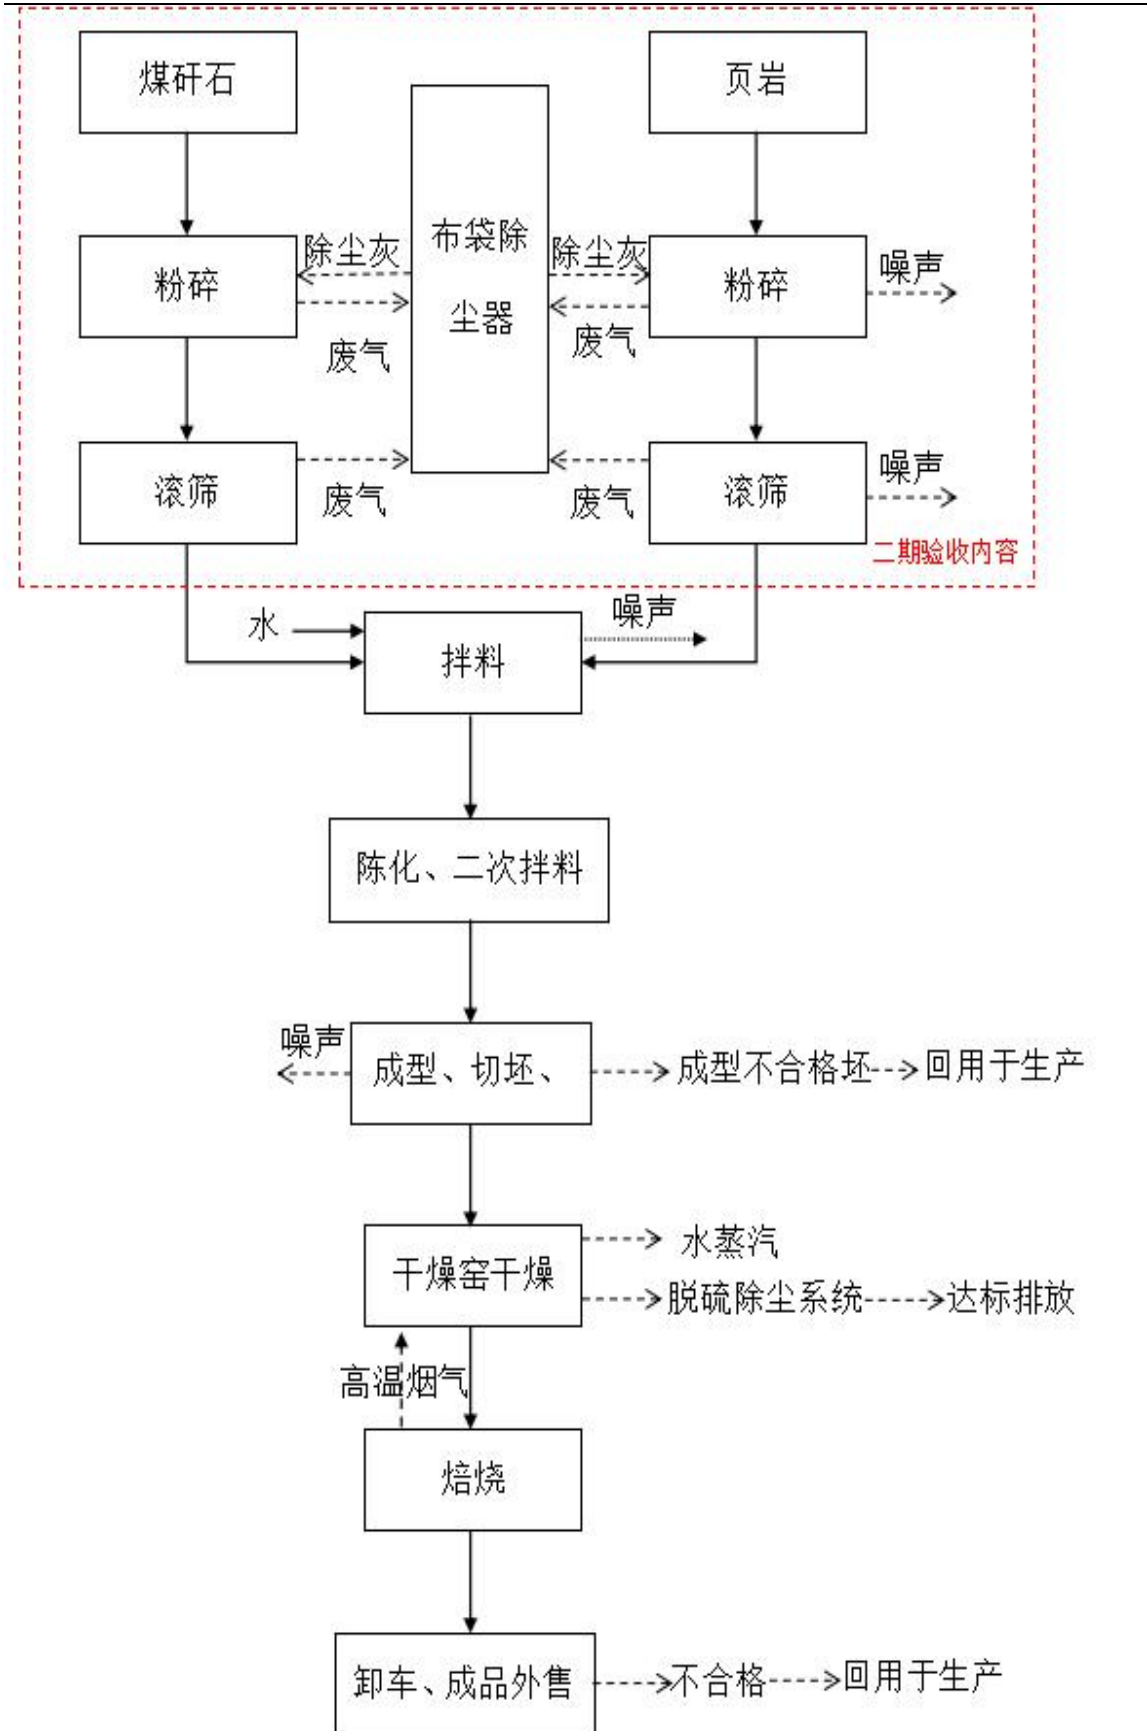 煤矸石
页岩
布袋除
尘器
除尘灰
除尘灰
粉碎
粉碎
噪声
废气
废气
滚筛
滚筛
噪声
废气
废气
二期验收内容
水
噪声
拌料
陈化、二次拌料
噪声
成型、切坯、
成型不合格坯
回用于生产
干燥窑干燥
水蒸汽
脱硫除尘系统
达标排放
高温烟气
焙烧
卸车、成品外售
不合格
回用于生产